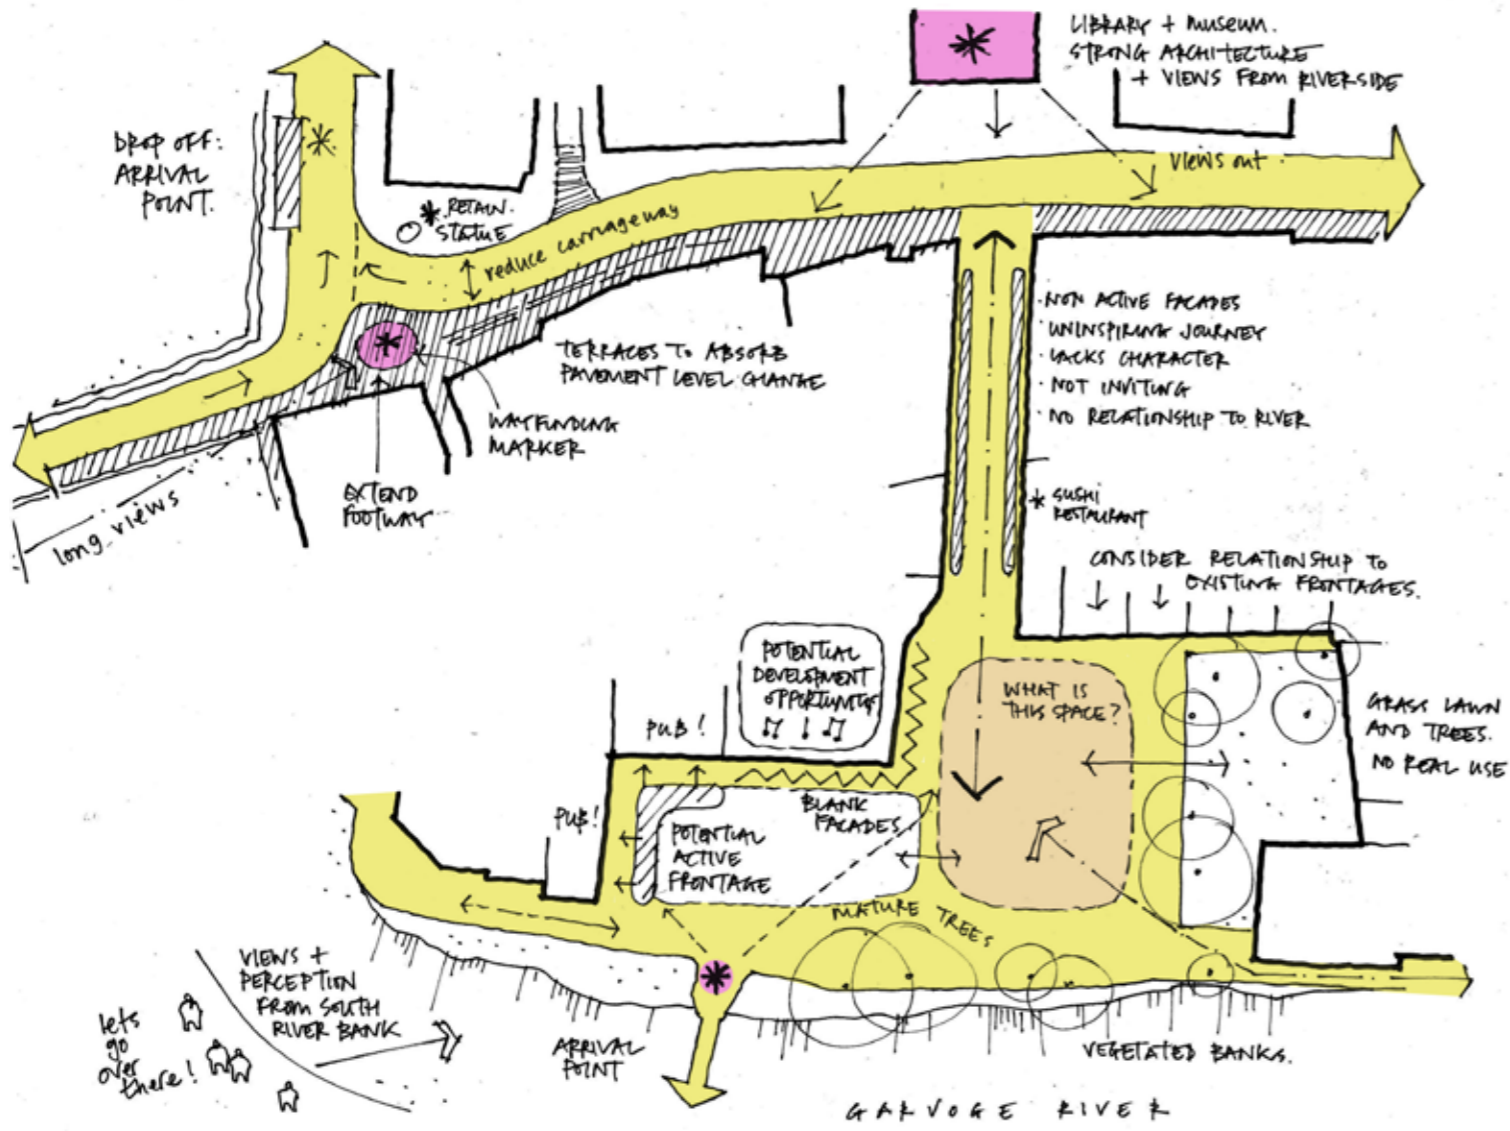 LIBRARY + museum.
STRONG ARCHITECTURE
+ VIEWS FROM RIVERSIDE
DROP OFF:
ARRIVAL
POINT.
RETAIN.
STATUE
reduce carriageway
views out
NON ACTIVE FACADES
UNINSPIRING JOURNEY
LACKS CHARACTER
NOT INVITING
NO RELATIONSHIP TO RIVER
TERRACES TO ABSORB
PAVEMENT LEVEL CHANGE
WAYFINDING
MARKER
EXTEND
FOOTWAY
long views
SUSHI
RESTAURANT
CONSIDER RELATIONSHIP TO
EXISTING FRONTAGES.
POTENTIAL
DEVELOPMENT
OPPORTUNITY
WHAT IS
THIS SPACE?
GRASS LAWN
AND TREES.
NO REAL USE
PUB!
PUB!
BLANK
FACADES
POTENTIAL
ACTIVE
FRONTAGE
MATURE TREES
VIEWS +
PERCEPTION
FROM SOUTH
RIVER BANK
lets
go
over
there!
ARRIVAL
POINT
VEGETATED BANKS.
GARVOGE RIVER